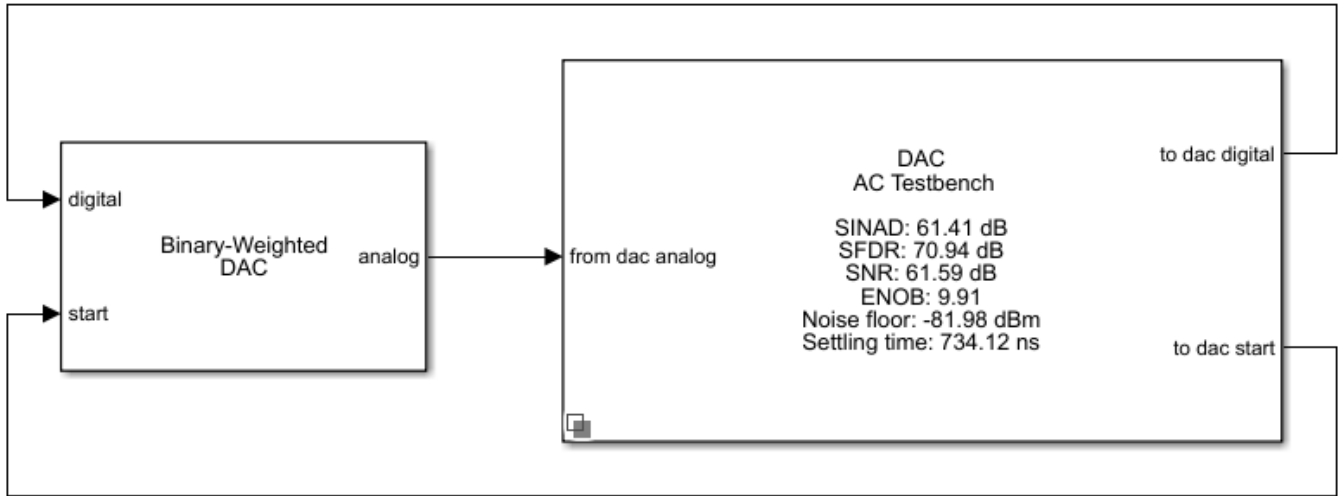 digital
start
Binary-Weighted
DAC
analog
from dac analog
DAC
AC Testbench
SINAD: 61.41 dB
SFDR: 70.94 dB
SNR: 61.59 dB
ENOB: 9.91
Noise floor: -81.98 dBm
Settling time: 734.12 ns
to dac digital
to dac start